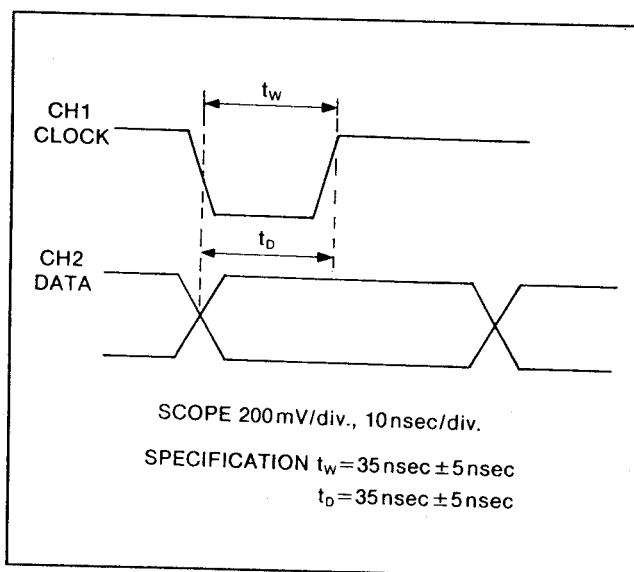 t_W
CH1
CLOCK
t_D
CH2
DATA
SCOPE 200mV/div., 10nsec/div.
SPECIFICATION t_W=35nsec±5nsec
t_D=35nsec±5nsec